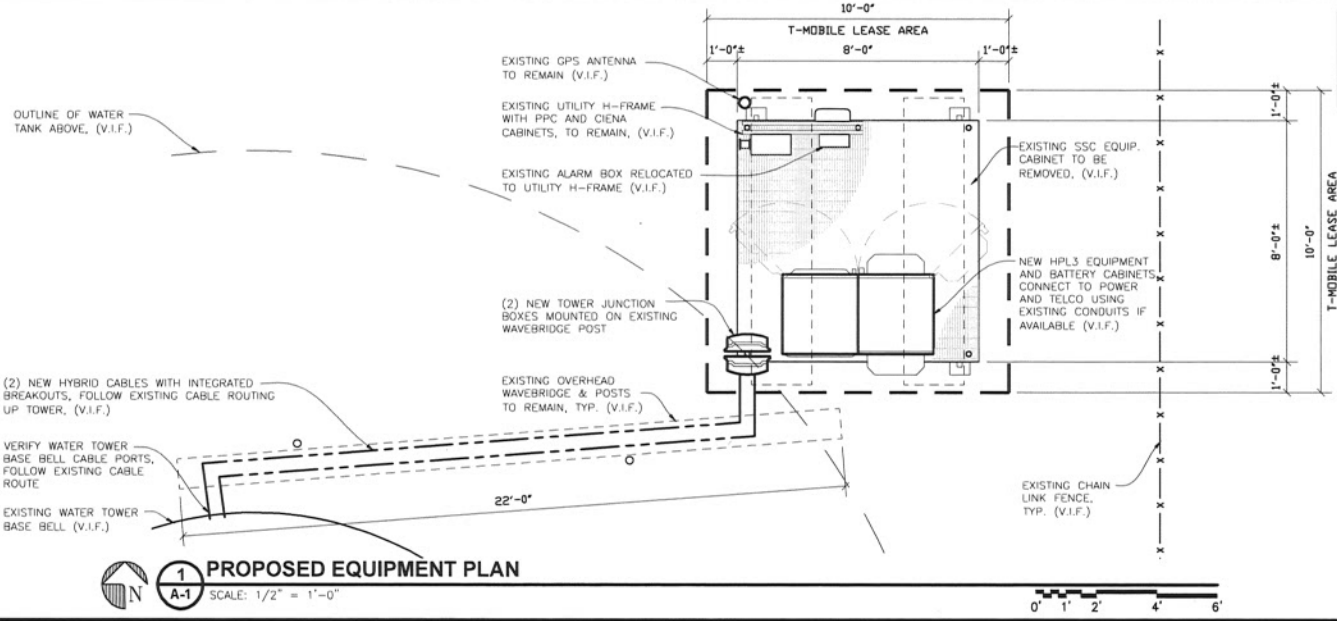 10'-0"
T-MOBILE LEASE AREA
1'-0"±
8'-0"
1'-0"±
EXISTING GPS ANTENNA
TO REMAIN (V.I.F.)
OUTLINE OF WATER
TANK ABOVE, (V.I.F.)
EXISTING UTILITY H-FRAME
WITH PPC AND CIENA
CABINETS, TO REMAIN, (V.I.F.)
EXISTING ALARM BOX RELOCATED
TO UTILITY H-FRAME (V.I.F.)
1'-0"±
EXISTING SSC EQUIP.
CABINET TO BE
REMOVED, (V.I.F.)
8'-0"±
10'-0"
T-MOBILE LEASE AREA
NEW HPL3 EQUIPMENT
AND BATTERY CABINETS
CONNECT TO POWER
AND TELCO USING
EXISTING CONDUITS IF
AVAILABLE (V.I.F.)
1'-0"±
(2) NEW TOWER JUNCTION
BOXES MOUNTED ON EXISTING
WAVEBRIDGE POST
(2) NEW HYBRID CABLES WITH INTEGRATED
BREAKOUTS, FOLLOW EXISTING CABLE ROUTING
UP TOWER, (V.I.F.)
EXISTING OVERHEAD
WAVEBRIDGE & POSTS
TO REMAIN, TYP. (V.I.F.)
VERIFY WATER TOWER
BASE BELL CABLE PORTS,
FOLLOW EXISTING CABLE
ROUTE
EXISTING WATER TOWER
BASE BELL (V.I.F.)
22'-0"
EXISTING CHAIN
LINK FENCE,
TYP. (V.I.F.)
N
1
A-1
PROPOSED EQUIPMENT PLAN
SCALE: 1/2" = 1'-0"
0' 1' 2' 4' 6'